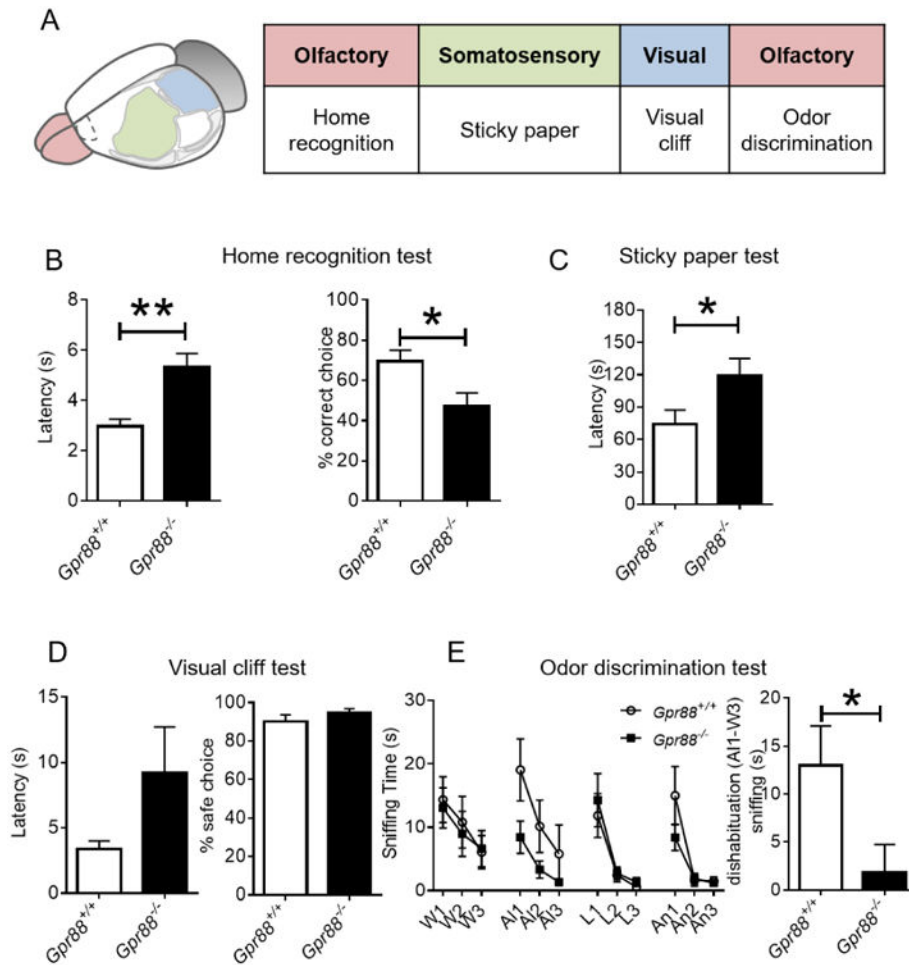 A
Olfactory Somatosensory Visual Olfactory
Home recognition Sticky paper Visual cliff Odor discrimination
B
Home recognition test
Latency (s)
8
6
4
2
0
**
Gpr88+/+
Gpr88-/-
% correct choice
100
80
60
40
20
0
*
Gpr88+/+
Gpr88-/-
C
Sticky paper test
Latency (s)
180
150
120
90
60
30
0
*
Gpr88+/+
Gpr88-/-
D
Visual cliff test
Latency (s)
15
10
5
0
Gpr88+/+
Gpr88-/-
% safe choice
100
80
60
40
20
0
Gpr88+/+
Gpr88-/-
E
Odor discrimination test
Sniffing Time (s)
30
20
10
0
Gpr88+/+
Gpr88-/-
W1 W2 W3 Al1 Al2 Al3 L1 L2 L3 An1 An2 An3
dishabituation (Al1-W3)
sniffing (s)
20
15
10
5
0
*
Gpr88+/+
Gpr88-/-